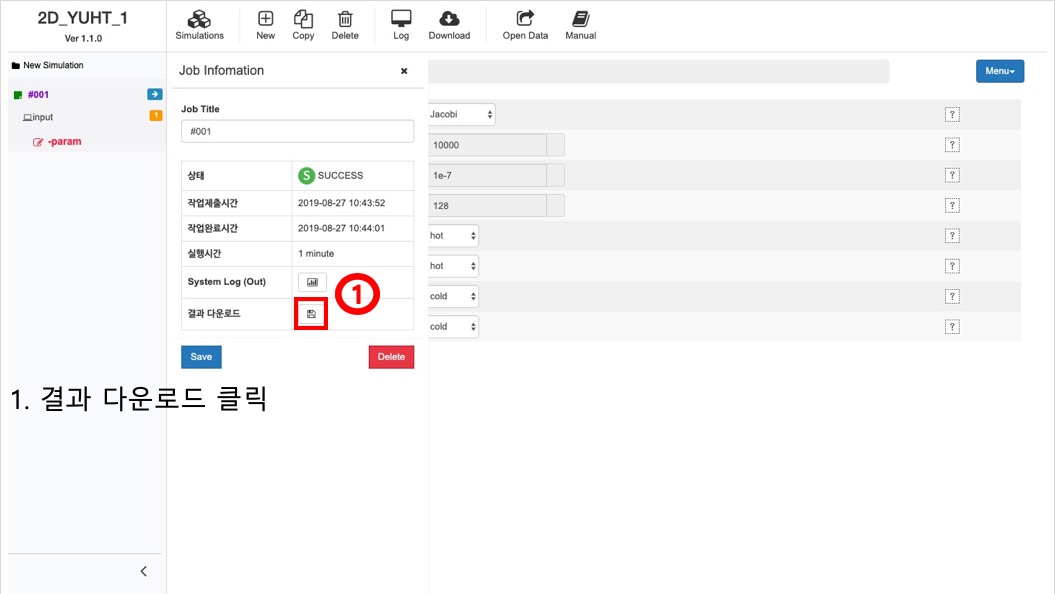 2D_YUHT_1
Ver 1.1.0
Simulations
New
Copy
Delete
Log
Download
Open Data
Manual
New Simulation
#001
input
1
-param
Job Infomation
×
Job Title
#001
상태
S SUCCESS
작업제출시간
2019-08-27 10:43:52
작업완료시간
2019-08-27 10:44:01
실행시간
1 minute
System Log (Out)
결과 다운로드
1
Save
Delete
1. 결과 다운로드 클릭
Menu
Jacobi
?
10000
?
1e-7
?
128
?
hot
?
hot
?
cold
?
cold
?